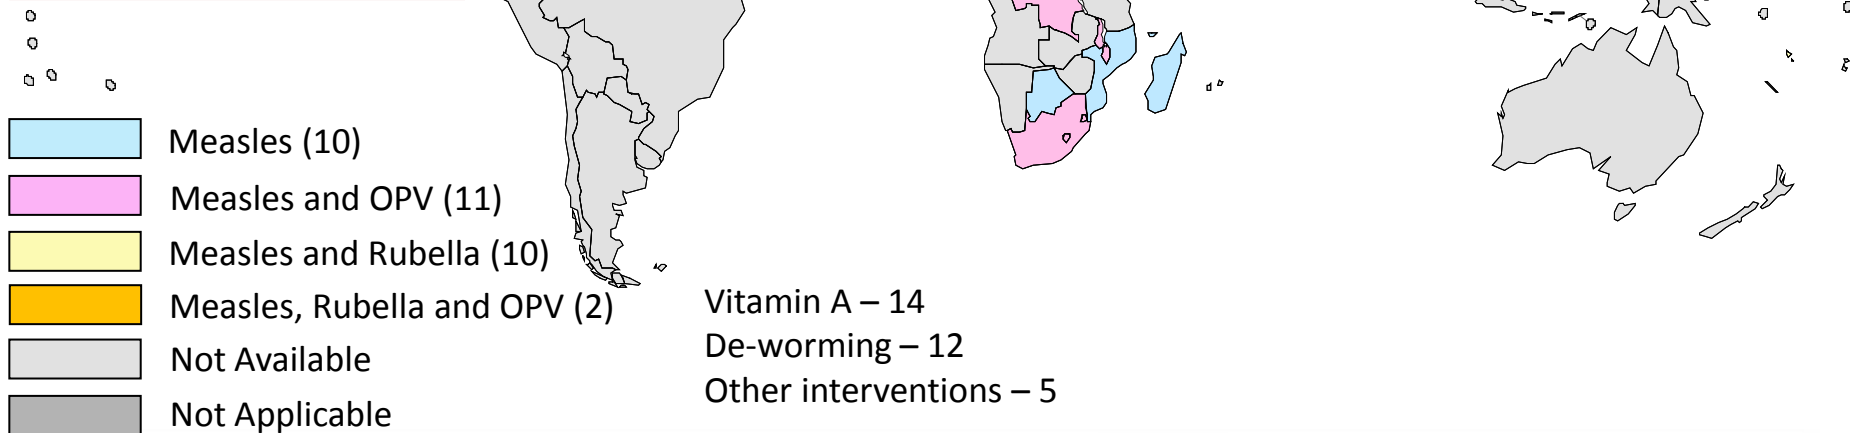 Measles (10)
Measles and OPV (11)
Measles and Rubella (10)
Measles, Rubella and OPV (2)
Not Available
Not Applicable
Vitamin A – 14
De-worming – 12
Other interventions – 5